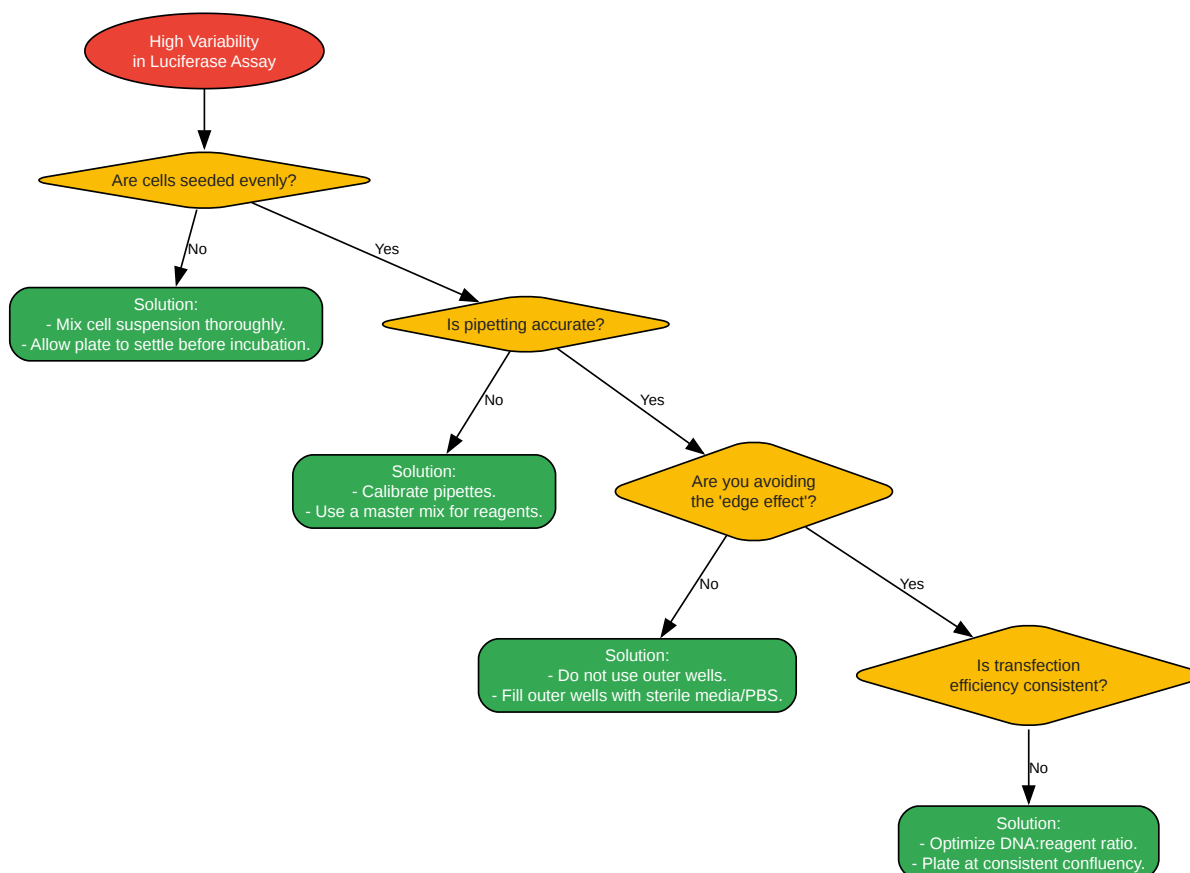 High Variability
in Luciferase Assay
Are cells seeded evenly?
No
Yes
Solution:
- Mix cell suspension thoroughly.
- Allow plate to settle before incubation.
Is pipetting accurate?
No
Yes
Solution:
- Calibrate pipettes.
- Use a master mix for reagents.
Are you avoiding
the 'edge effect'?
No
Yes
Solution:
- Do not use outer wells.
- Fill outer wells with sterile media/PBS.
Is transfection
efficiency consistent?
No
Solution:
- Optimize DNA:reagent ratio.
- Plate at consistent confluency.